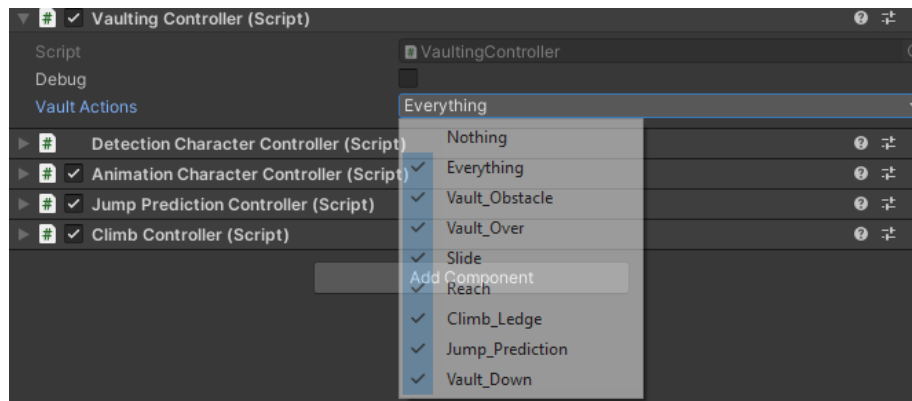 Vaulting Controller (Script)
Script
VaultingController
Debug
Vault Actions
Everything
Nothing
Everything
Vault_Obstacle
Vault_Over
Slide
Reach
Climb_Ledge
Jump_Prediction
Vault_Down
Detection Character Controller (Script)
Animation Character Controller (Script)
Jump Prediction Controller (Script)
Climb Controller (Script)
Add Component